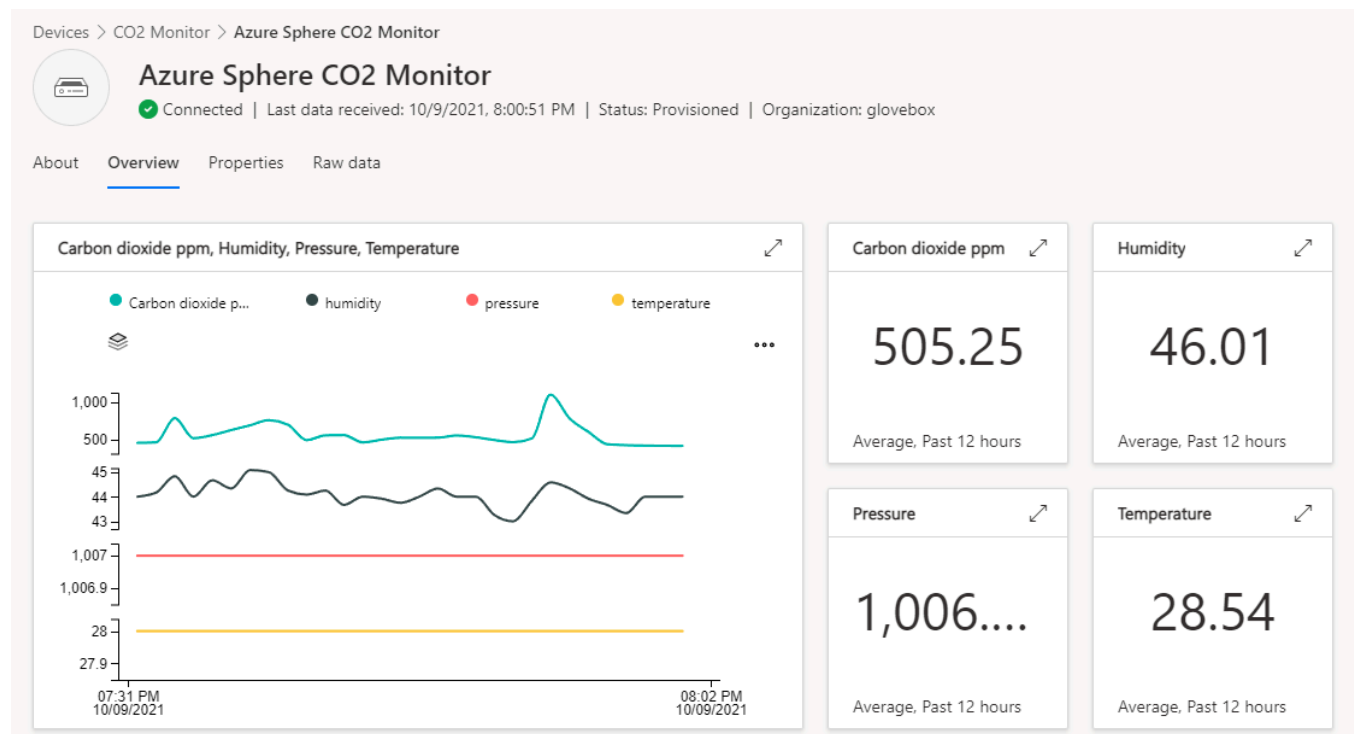 Devices > CO2 Monitor > Azure Sphere CO2 Monitor
Azure Sphere CO2 Monitor
Connected | Last data received: 10/9/2021, 8:00:51 PM | Status: Provisioned | Organization: glovebox
About Overview Properties Raw data
Carbon dioxide ppm, Humidity, Pressure, Temperature
Carbon dioxide p... humidity pressure temperature
1,000
500
45
44
43
1,007
1,006.9
28
27.9
07:31 PM 08:02 PM
10/09/2021 10/09/2021
Carbon dioxide ppm
505.25
Average, Past 12 hours
Humidity
46.01
Average, Past 12 hours
Pressure
1,006....
Average, Past 12 hours
Temperature
28.54
Average, Past 12 hours